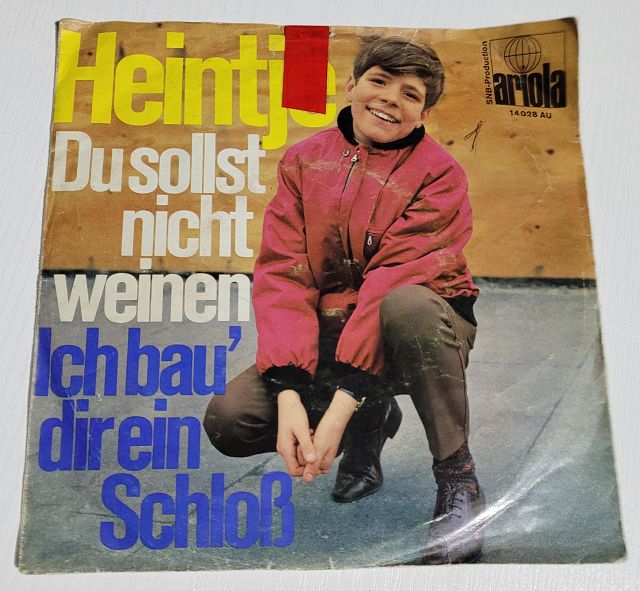 Heintje
Du sollst
nicht
weinen
Ich bau'
dir ein
Schloß
SNB-Production
ariola
14 028 AU